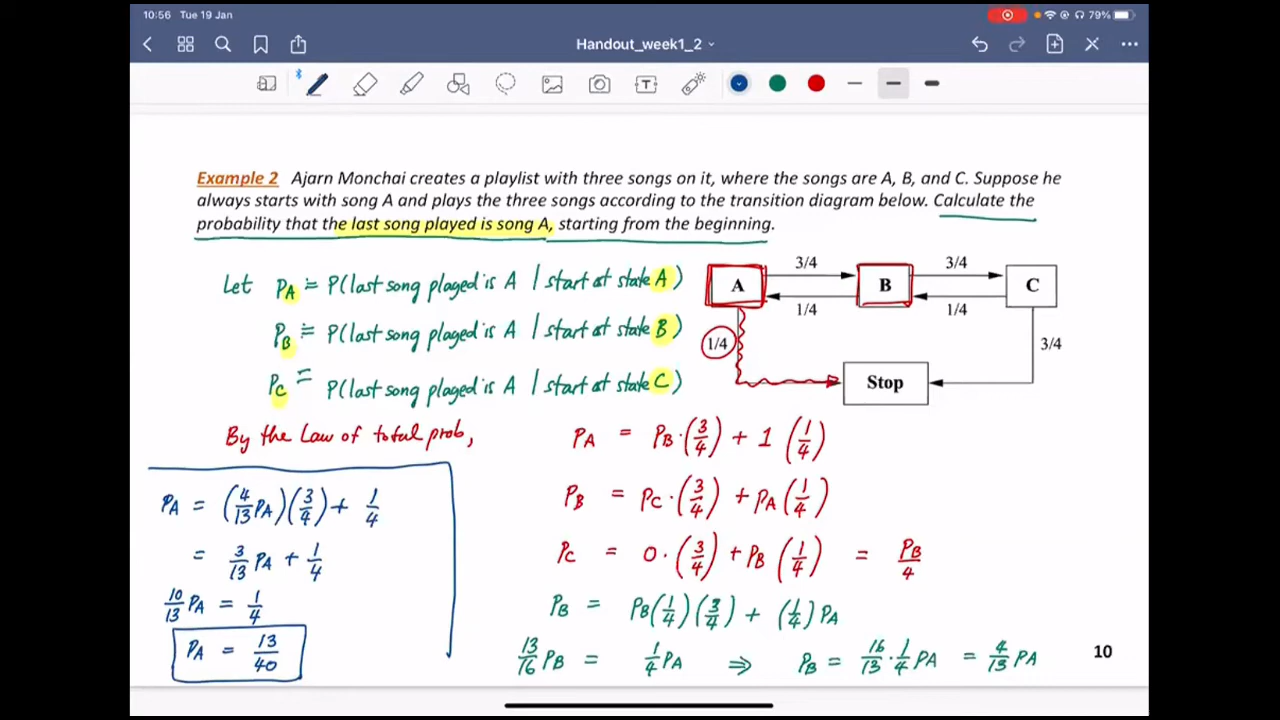 10:56 Tue 19 Jan
79%
Handout_week1_2
T
Example 2 Ajarn Monchai creates a playlist with three songs on it, where the songs are A, B, and C. Suppose he
always starts with song A and plays the three songs according to the transition diagram below. Calculate the
probability that the last song played is song A, starting from the beginning.
Let PA = P(last song played is A | start at state A)
PB = P(last song played is A | start at state B)
PC = P(last song played is A | start at state C)
A 3/4 B 3/4 C
1/4 1/4
1/4 3/4
Stop
By the Law of total prob,
PA = PB·(3/4) + 1(1/4)
PB = PC·(3/4) + PA(1/4)
PC = 0·(3/4) + PB(1/4) = PB/4
PB = PB(1/4)(3/4) + (1/4)PA
13/16 PB = 1/4 PA ⇒ PB = 16/13 · 1/4 PA = 4/13 PA
PA = (4/13 PA)(3/4) + 1/4
= 3/13 PA + 1/4
10/13 PA = 1/4
PA = 13/40
10